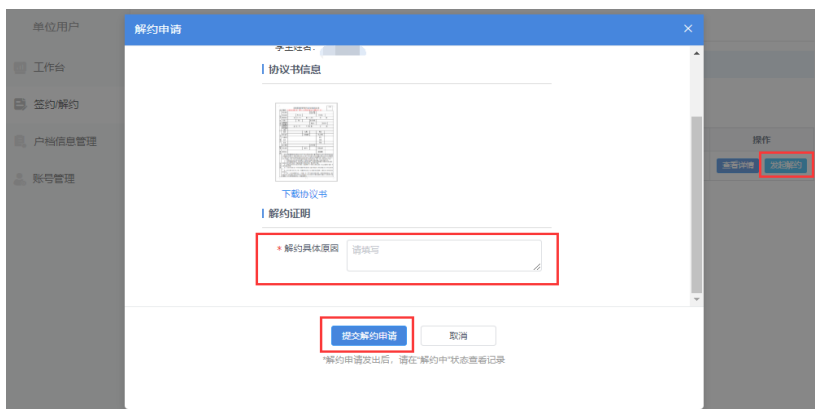 单位用户
工作台
签约/解约
户档信息管理
账号管理
解约申请
×
学生姓名：
协议书信息
下载协议书
解约证明
* 解约具体原因
请填写
提交解约申请
取消
*解约申请发出后，请在“解约中”状态查看记录
操作
查看详情
发起解约